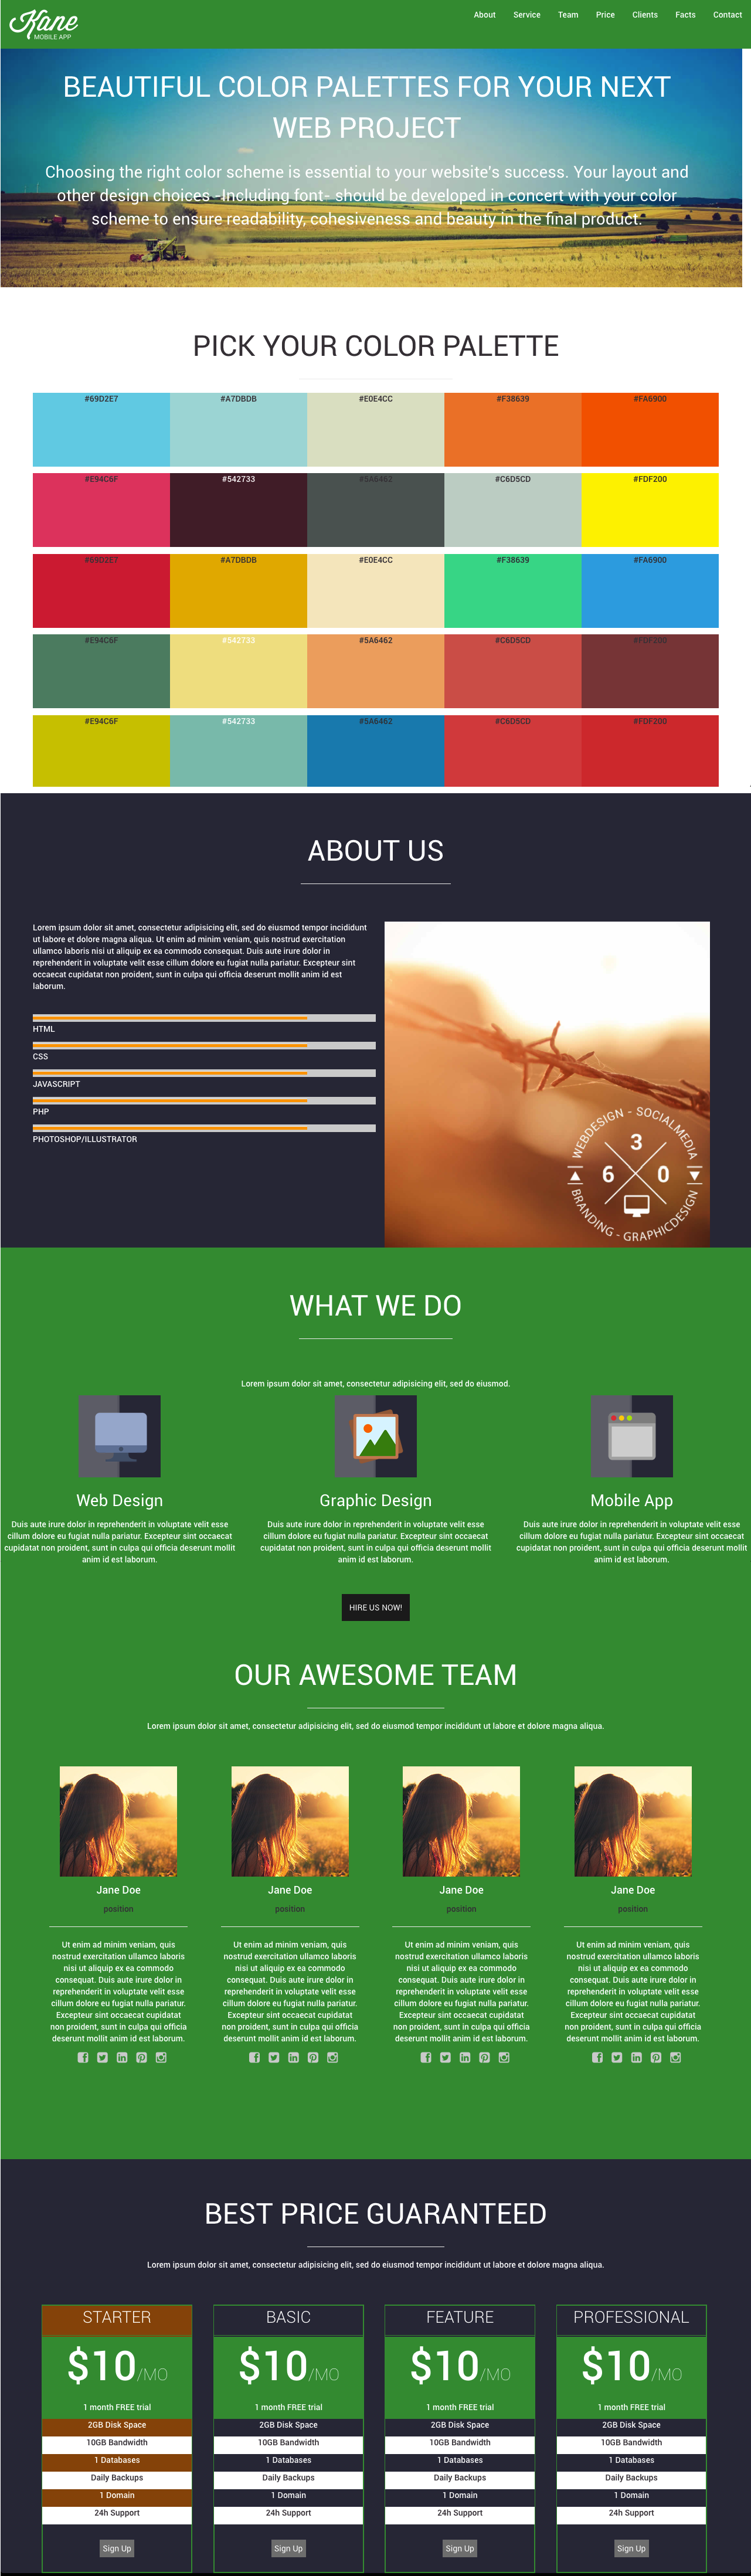 Kane
MOBILE APP
About Service Team Price Clients Facts Contact
BEAUTIFUL COLOR PALETTES FOR YOUR NEXT
WEB PROJECT
Choosing the right color scheme is essential to your website's success. Your layout and
other design choices -Including font- should be developed in concert with your color
scheme to ensure readability, cohesiveness and beauty in the final product.
PICK YOUR COLOR PALETTE
#69D2E7 #A7DBDB #E0E4CC #F38639 #FA6900
#E94C6F #542733 #5A6462 #C6D5CD #FDF200
#69D2E7 #A7DBDB #E0E4CC #F38639 #FA6900
#E94C6F #542733 #5A6462 #C6D5CD #FDF200
#E94C6F #542733 #5A6462 #C6D5CD #FDF200
ABOUT US
Lorem ipsum dolor sit amet, consectetur adipisicing elit, sed do eiusmod tempor incididunt
ut labore et dolore magna aliqua. Ut enim ad minim veniam, quis nostrud exercitation
ullamco laboris nisi ut aliquip ex ea commodo consequat. Duis aute irure dolor in
reprehenderit in voluptate velit esse cillum dolore eu fugiat nulla pariatur. Excepteur sint
occaecat cupidatat non proident, sunt in culpa qui officia deserunt mollit anim id est
laborum.
HTML
CSS
JAVASCRIPT
PHP
PHOTOSHOP/ILLUSTRATOR
WEBDESIGN - SOCIALMEDIA
3
6 0
BRANDING - GRAPHICDESIGN
WHAT WE DO
Lorem ipsum dolor sit amet, consectetur adipisicing elit, sed do eiusmod.
Web Design
Duis aute irure dolor in reprehenderit in voluptate velit esse
cillum dolore eu fugiat nulla pariatur. Excepteur sint occaecat
cupidatat non proident, sunt in culpa qui officia deserunt mollit
anim id est laborum.
Graphic Design
Duis aute irure dolor in reprehenderit in voluptate velit esse
cillum dolore eu fugiat nulla pariatur. Excepteur sint occaecat
cupidatat non proident, sunt in culpa qui officia deserunt mollit
anim id est laborum.
Mobile App
Duis aute irure dolor in reprehenderit in voluptate velit esse
cillum dolore eu fugiat nulla pariatur. Excepteur sint occaecat
cupidatat non proident, sunt in culpa qui officia deserunt mollit
anim id est laborum.
HIRE US NOW!
OUR AWESOME TEAM
Lorem ipsum dolor sit amet, consectetur adipisicing elit, sed do eiusmod tempor incididunt ut labore et dolore magna aliqua.
Jane Doe
position
Ut enim ad minim veniam, quis
nostrud exercitation ullamco laboris
nisi ut aliquip ex ea commodo
consequat. Duis aute irure dolor in
reprehenderit in voluptate velit esse
cillum dolore eu fugiat nulla pariatur.
Excepteur sint occaecat cupidatat
non proident, sunt in culpa qui officia
deserunt mollit anim id est laborum.
Jane Doe
position
Ut enim ad minim veniam, quis
nostrud exercitation ullamco laboris
nisi ut aliquip ex ea commodo
consequat. Duis aute irure dolor in
reprehenderit in voluptate velit esse
cillum dolore eu fugiat nulla pariatur.
Excepteur sint occaecat cupidatat
non proident, sunt in culpa qui officia
deserunt mollit anim id est laborum.
Jane Doe
position
Ut enim ad minim veniam, quis
nostrud exercitation ullamco laboris
nisi ut aliquip ex ea commodo
consequat. Duis aute irure dolor in
reprehenderit in voluptate velit esse
cillum dolore eu fugiat nulla pariatur.
Excepteur sint occaecat cupidatat
non proident, sunt in culpa qui officia
deserunt mollit anim id est laborum.
Jane Doe
position
Ut enim ad minim veniam, quis
nostrud exercitation ullamco laboris
nisi ut aliquip ex ea commodo
consequat. Duis aute irure dolor in
reprehenderit in voluptate velit esse
cillum dolore eu fugiat nulla pariatur.
Excepteur sint occaecat cupidatat
non proident, sunt in culpa qui officia
deserunt mollit anim id est laborum.
BEST PRICE GUARANTEED
Lorem ipsum dolor sit amet, consectetur adipisicing elit, sed do eiusmod tempor incididunt ut labore et dolore magna aliqua.
STARTER
$10/MO
1 month FREE trial
2GB Disk Space
10GB Bandwidth
1 Databases
Daily Backups
1 Domain
24h Support
Sign Up
BASIC
$10/MO
1 month FREE trial
2GB Disk Space
10GB Bandwidth
1 Databases
Daily Backups
1 Domain
24h Support
Sign Up
FEATURE
$10/MO
1 month FREE trial
2GB Disk Space
10GB Bandwidth
1 Databases
Daily Backups
1 Domain
24h Support
Sign Up
PROFESSIONAL
$10/MO
1 month FREE trial
2GB Disk Space
10GB Bandwidth
1 Databases
Daily Backups
1 Domain
24h Support
Sign Up